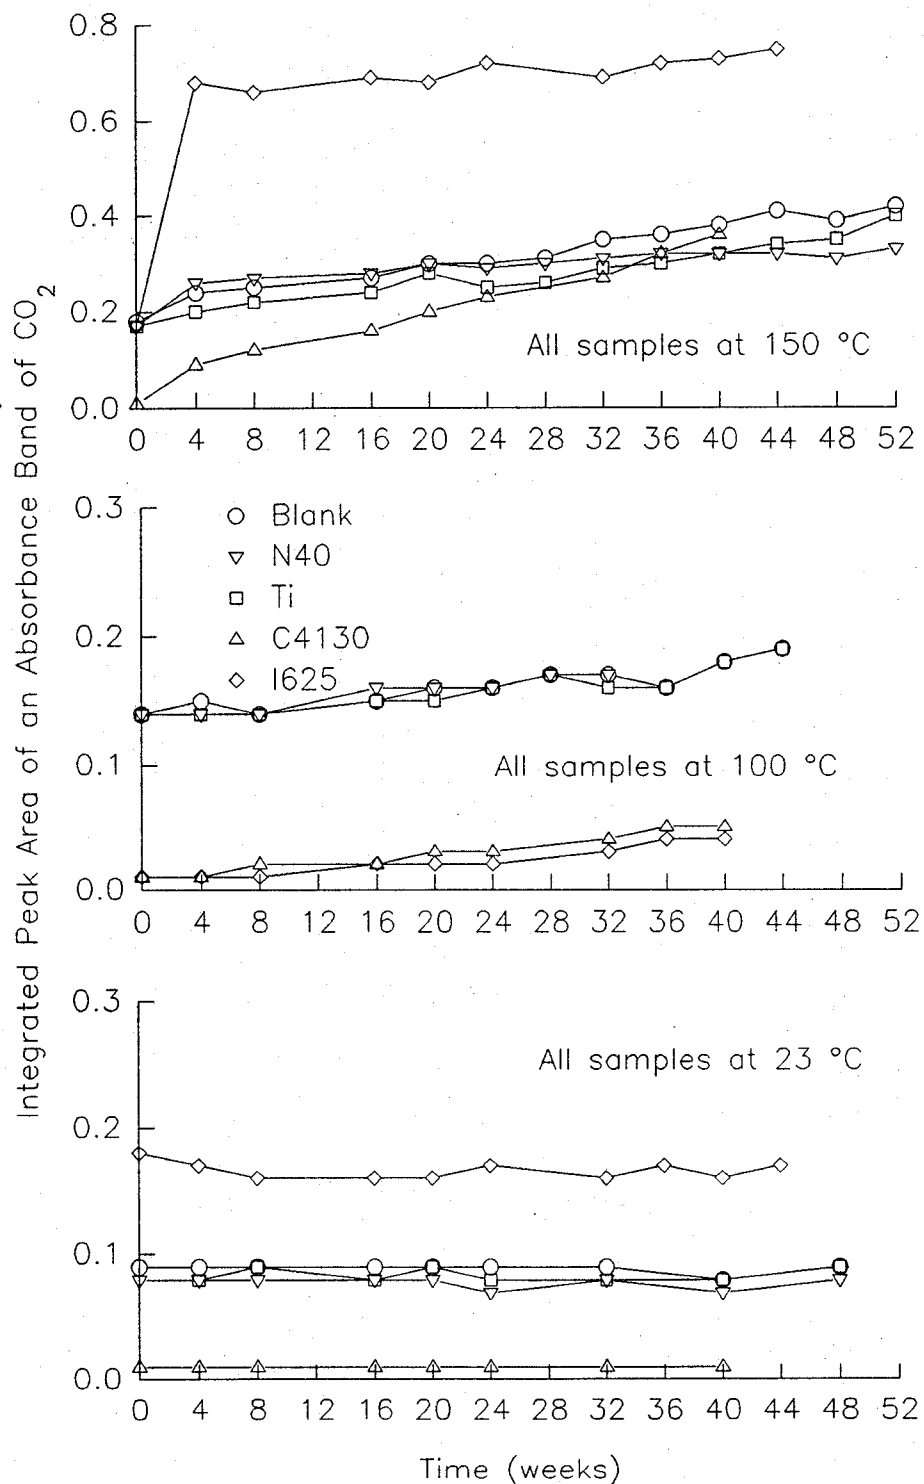 Integrated Peak Area of an Absorbance Band of CO2
0.8
0.6
0.4
0.2
0.0
All samples at 150 °C
0 4 8 12 16 20 24 28 32 36 40 44 48 52
0.3
0.2
0.1
0.0
Blank
N40
Ti
C4130
I625
All samples at 100 °C
0 4 8 12 16 20 24 28 32 36 40 44 48 52
0.3
0.2
0.1
0.0
All samples at 23 °C
0 4 8 12 16 20 24 28 32 36 40 44 48 52
Time (weeks)